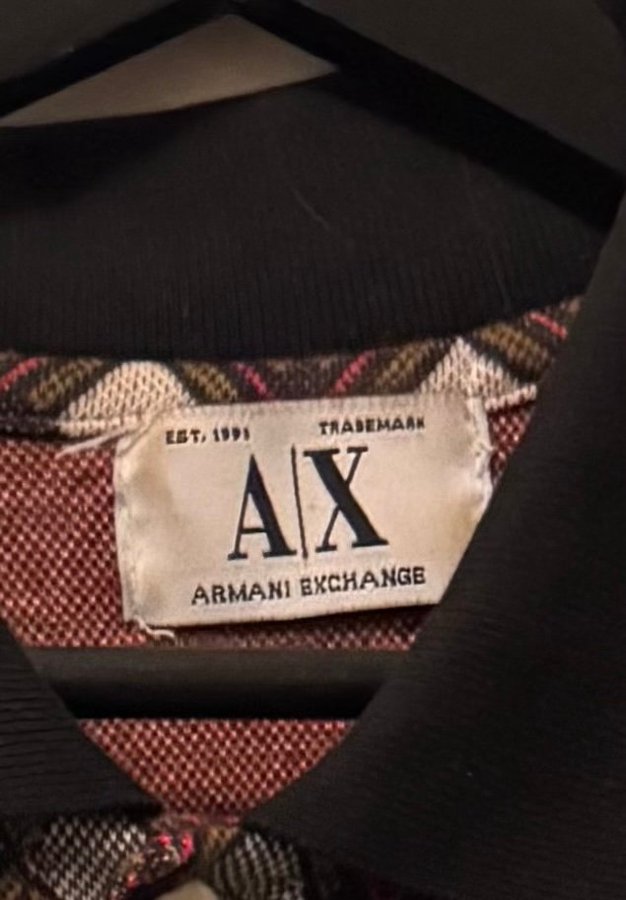 EST. 1991 TRADEMARK
A|X
ARMANI EXCHANGE